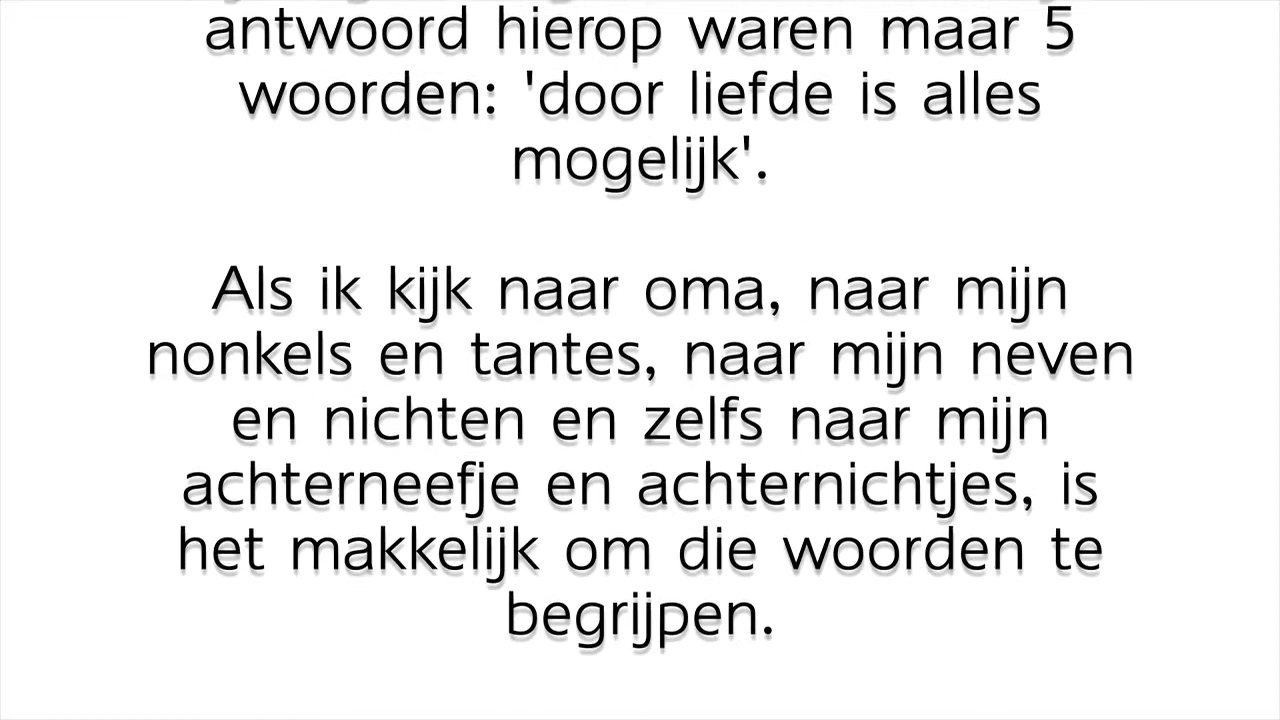 antwoord hierop waren maar 5
woorden: 'door liefde is alles
mogelijk'.
Als ik kijk naar oma, naar mijn
nonkels en tantes, naar mijn neven
en nichten en zelfs naar mijn
achterneefje en achternichtjes, is
het makkelijk om die woorden te
begrijpen.